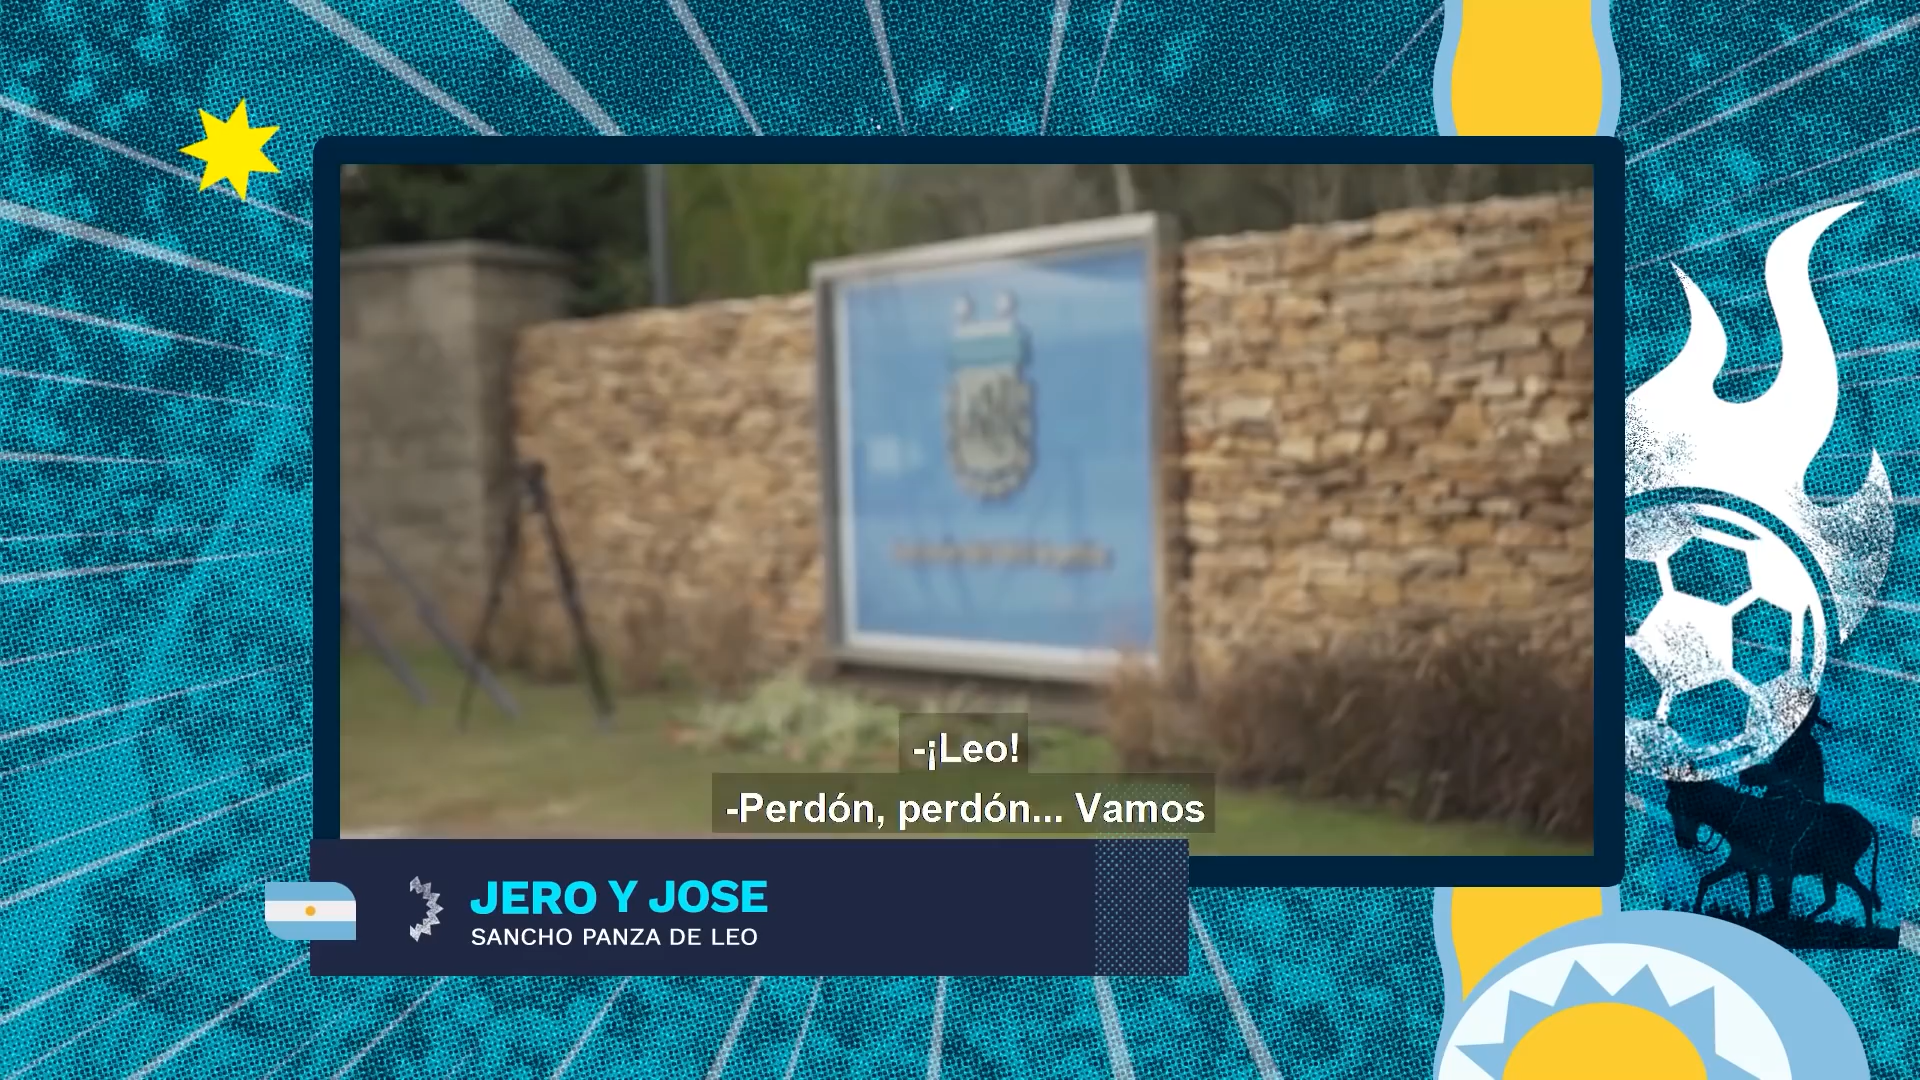 -¡Leo!
-Perdón, perdón... Vamos
JERO Y JOSE
SANCHO PANZA DE LEO